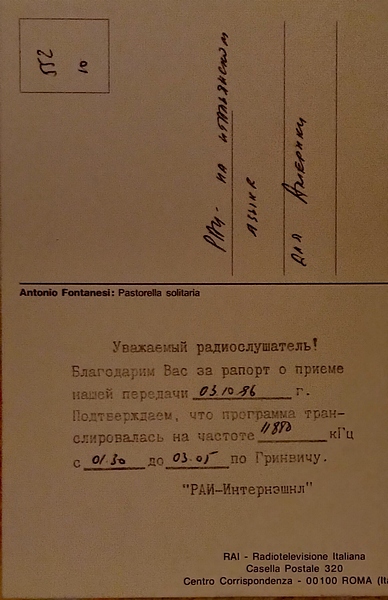 552
10
РРИ - на итальянском
языке
для Америки
Antonio Fontanesi: Pastorella solitaria
Уважаемый радиослушатель!
Благодарим Вас за рапорт о приеме
нашей передачи 03.10.86 г.
Подтверждаем, что программа тран-
слировалась на частоте 11880 кГц
с 01.30 до 03.05 по Гринвичу.
"РАИ-Интернэшнл"
RAI - Radiotelevisione Italiana
Casella Postale 320
Centro Corrispondenza - 00100 ROMA (Ita